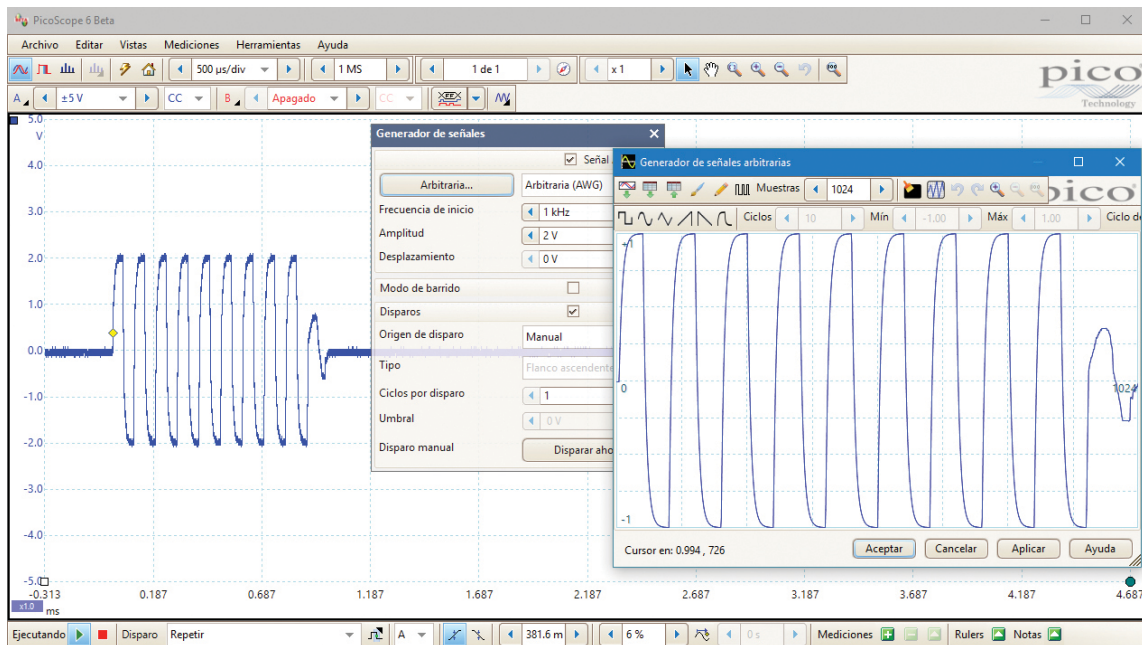 PicoScope 6 Beta
Archivo Editar Vistas Mediciones Herramientas Ayuda
500 µs/div 1 MS 1 de 1 x 1
pico
Technology
A ±5 V CC B Apagado CC
5.0
V
4.0
3.0
2.0
1.0
0.0
-1.0
-2.0
-3.0
-4.0
-5.0
-0.313 0.187 0.687 1.187 1.687 2.187 2.687 3.187 3.687 4.187 4.687
x1.0 ms
Generador de señales
Señal
Arbitraria... Arbitraria (AWG)
Frecuencia de inicio 1 kHz
Amplitud 2 V
Desplazamiento 0 V
Modo de barrido
Disparos
Origen de disparo Manual
Tipo Flanco ascendente
Ciclos por disparo 1
Umbral 0 V
Disparo manual Disparar aho
Generador de señales arbitrarias
Muestras 1024
pico
Ciclos 10 Mín -1.00 Máx 1.00 Ciclo de
+1
0 1024
-1
Cursor en: 0.994 , 726 Aceptar Cancelar Aplicar Ayuda
Ejecutando Disparo Repetir A 381.6 m 6 % 0 s Mediciones Rulers Notas